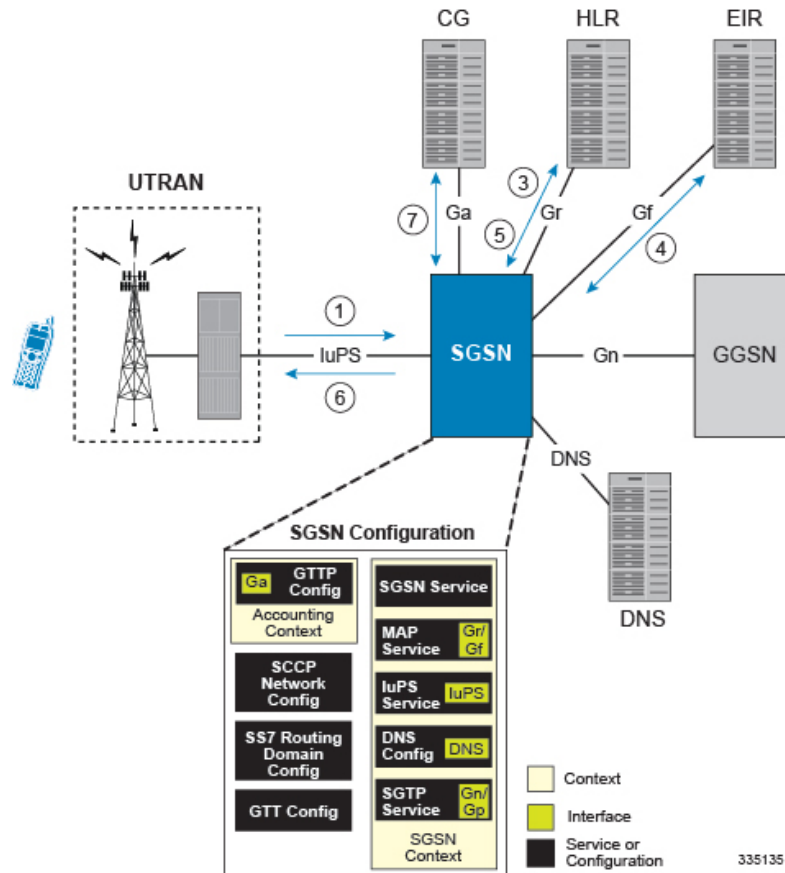 CG
HLR
EIR
UTRAN
3
7
Ga
5
Gr
Gf
4
1
IuPS
6
SGSN
Gn
GGSN
DNS
DNS
SGSN Configuration
Ga
GTTP
Config
Accounting
Context
SCCP
Network
Config
SS7 Routing
Domain
Config
GTT Config
SGSN Service
MAP
Service
Gr/
Gf
IuPS
Service
IuPS
DNS
Config
DNS
SGTP
Service
Gn/
Gp
SGSN
Context
Context
Interface
Service or
Configuration
335135